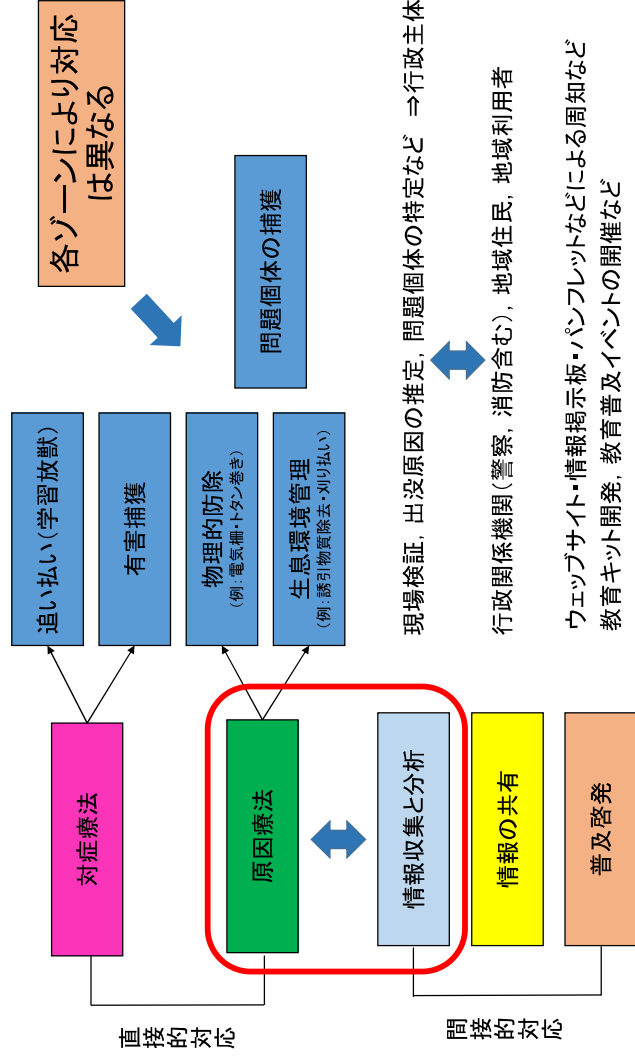 各ゾーンにより対応
は異なる
直接的対応
対症療法
追い払い(学習放獣)
有害捕獲
原因療法
物理的防除
(例:電気柵・トタン巻き)
生息環境管理
(例:誘引物質除去・刈り払い)
問題個体の捕獲
間接的対応
情報収集と分析
現場検証，出没原因の推定，問題個体の特定など ⇒行政主体
情報の共有
行政関係機関(警察，消防含む)，地域住民，地域利用者
普及啓発
ウェッブサイト・情報掲示板・パンフレットなどによる周知など
教育キット開発，教育普及イベントの開催など